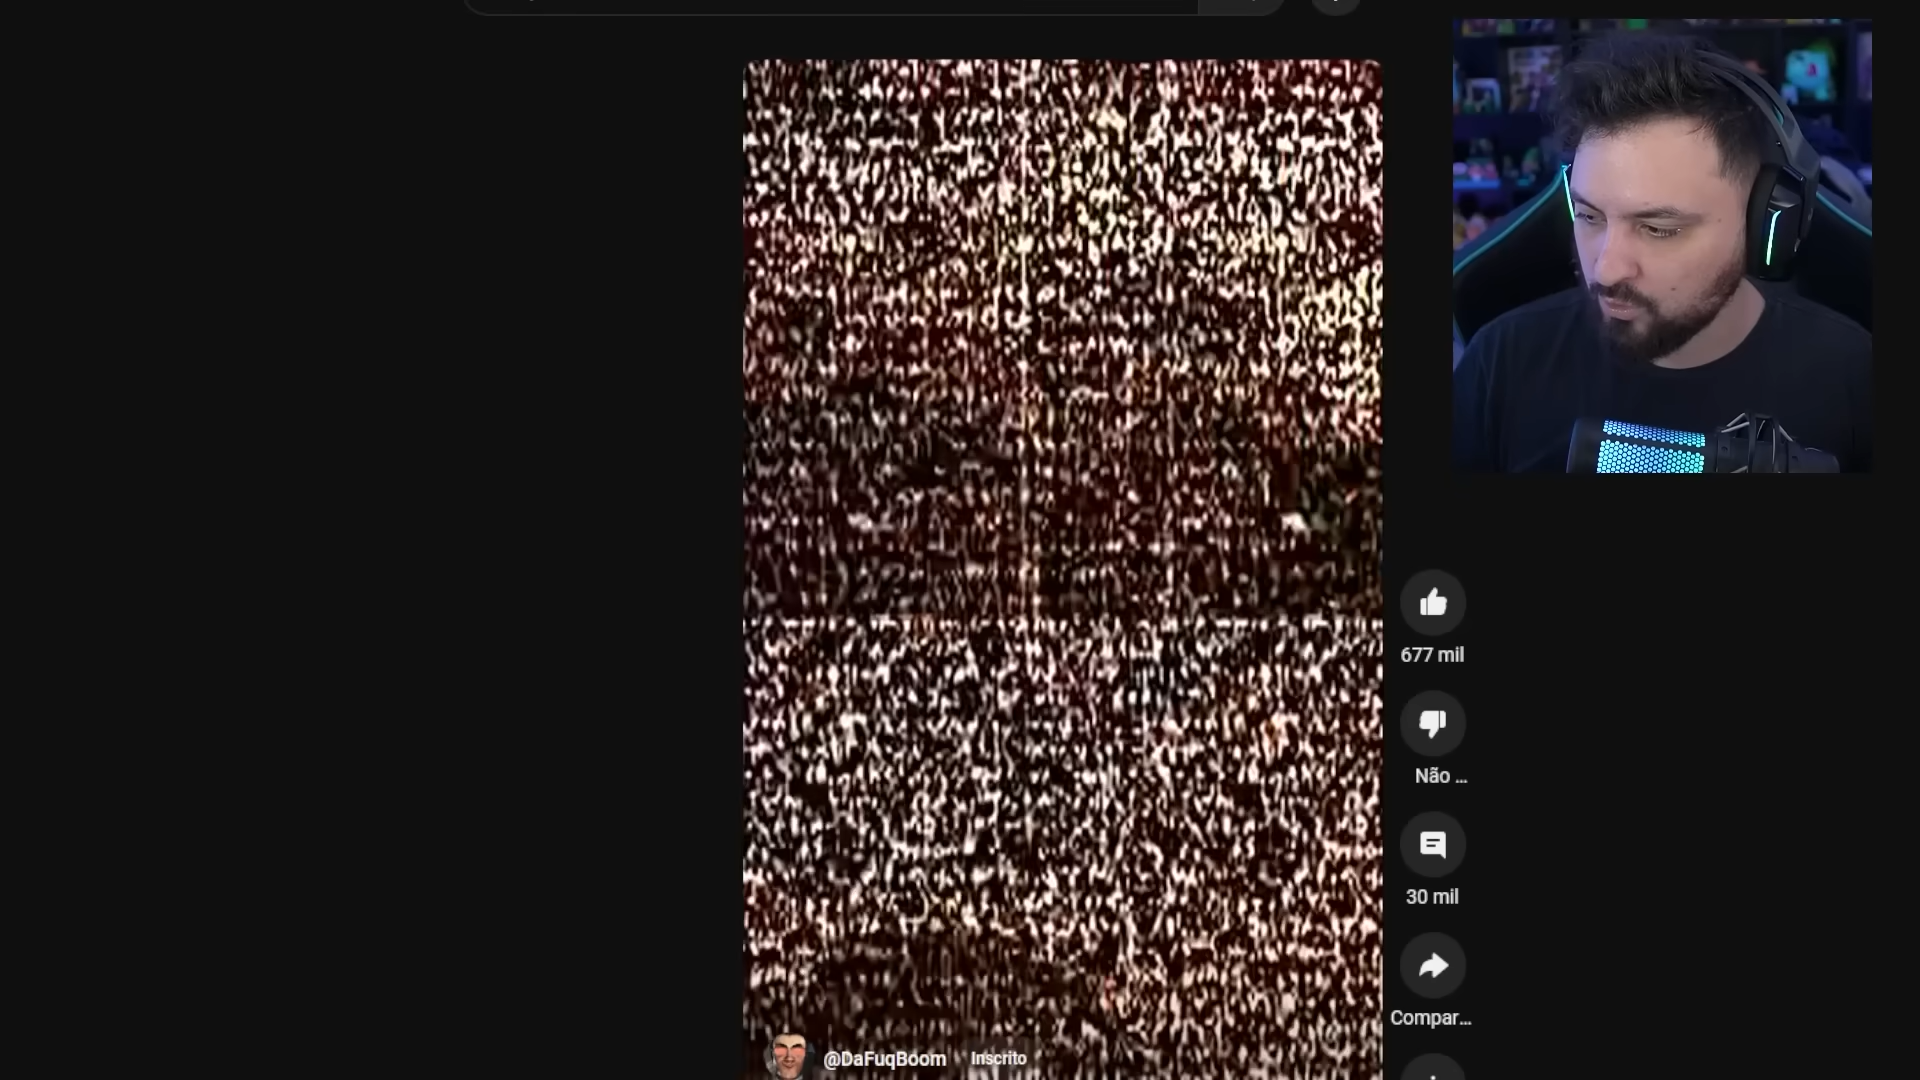 677 mil
Não ...
30 mil
Compar...
@DaFuqBoom Inscrito